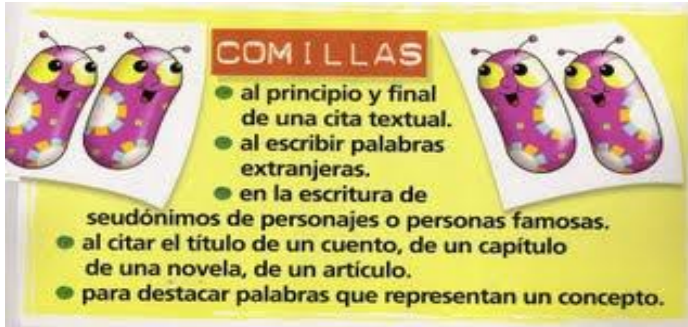 COMILLAS
al principio y final
de una cita textual.
al escribir palabras
extranjeras.
en la escritura de
seudónimos de personajes o personas famosas.
al citar el título de un cuento, de un capítulo
de una novela, de un artículo.
para destacar palabras que representan un concepto.